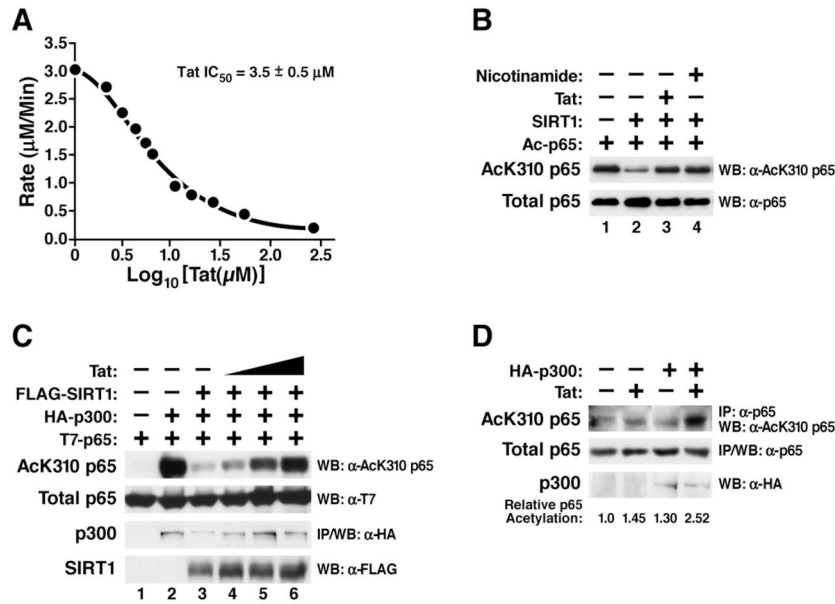 A
Tat IC50 = 3.5 ± 0.5 μM
Rate (μM/Min)
3.5
3.0
2.5
2.0
1.5
1.0
0.5
0.0
0 0.5 1.0 1.5 2.0 2.5
Log10 [Tat(μM)]
B
Nicotinamide: – – – +
Tat: – – + –
SIRT1: – + + +
Ac-p65: + + + +
AcK310 p65 WB: α-AcK310 p65
Total p65 WB: α-p65
1 2 3 4
C
Tat: – – –
FLAG-SIRT1: – – + + + +
HA-p300: – + + + + +
T7-p65: + + + + + +
AcK310 p65 WB: α-AcK310 p65
Total p65 WB: α-T7
p300 IP/WB: α-HA
SIRT1 WB: α-FLAG
1 2 3 4 5 6
D
HA-p300: – – + +
Tat: – + – +
AcK310 p65 IP: α-p65
WB: α-AcK310 p65
Total p65 IP/WB: α-p65
p300 WB: α-HA
Relative p65
Acetylation: 1.0 1.45 1.30 2.52